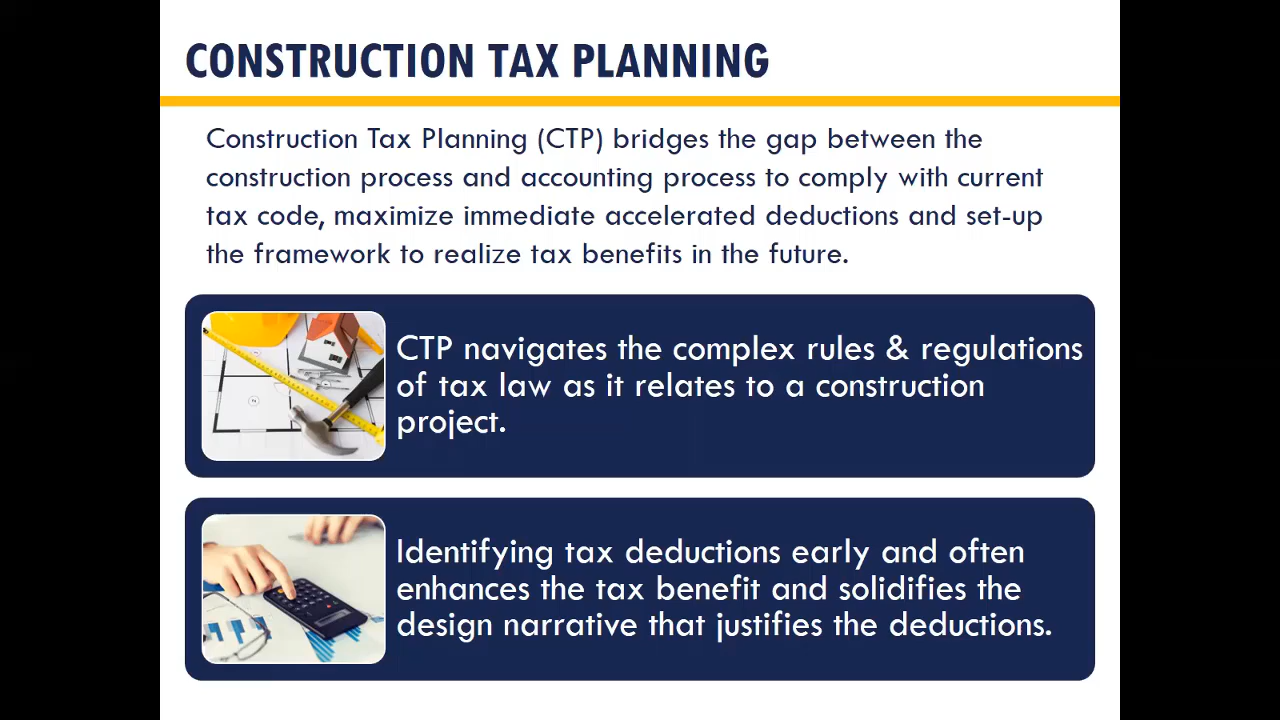 CONSTRUCTION TAX PLANNING
Construction Tax Planning (CTP) bridges the gap between the
construction process and accounting process to comply with current
tax code, maximize immediate accelerated deductions and set-up
the framework to realize tax benefits in the future.
CTP navigates the complex rules & regulations
of tax law as it relates to a construction
project.
Identifying tax deductions early and often
enhances the tax benefit and solidifies the
design narrative that justifies the deductions.